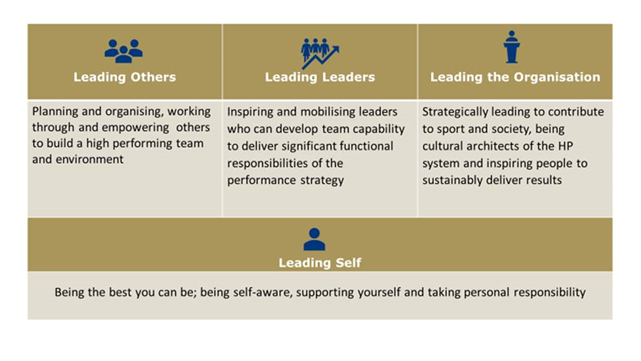 Leading Others
Leading Leaders
Leading the Organisation
Planning and organising, working
through and empowering others
to build a high performing team
and environment
Inspiring and mobilising leaders
who can develop team capability
to deliver significant functional
responsibilities of the
performance strategy
Strategically leading to contribute
to sport and society, being
cultural architects of the HP
system and inspiring people to
sustainably deliver results
Leading Self
Being the best you can be; being self-aware, supporting yourself and taking personal responsibility